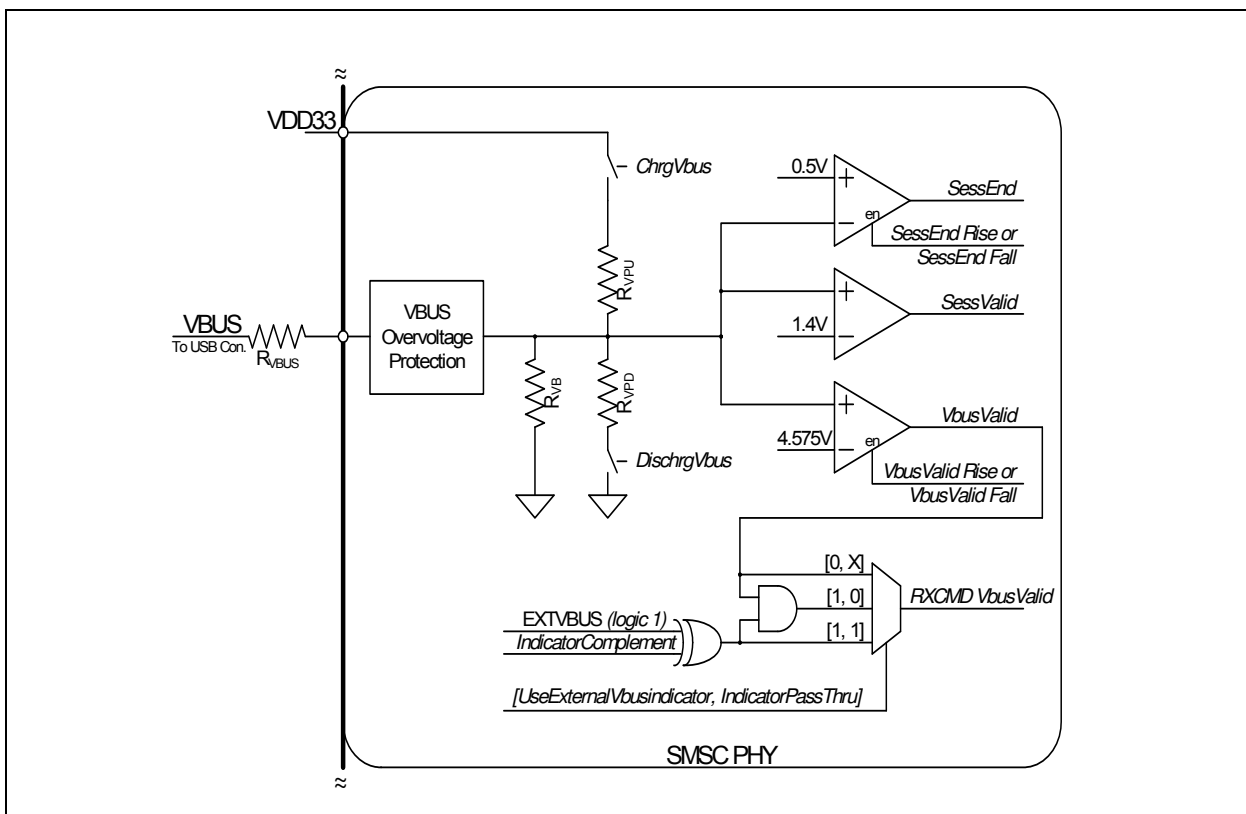 ≈
VDD33
ChrgVbus
0.5V
+
−
en
SessEnd
SessEnd Rise or
SessEnd Fall
RVPU
VBUS
To USB Con.
RVBUS
VBUS
Overvoltage
Protection
+
1.4V
−
SessValid
RVB
RVPD
DischrgVbus
+
4.575V
−
en
VbusValid
VbusValid Rise or
VbusValid Fall
[0, X]
[1, 0]
[1, 1]
RXCMD VbusValid
EXTVBUS (logic 1)
IndicatorComplement
[UseExternalVbusindicator, IndicatorPassThru]
SMSC PHY
≈